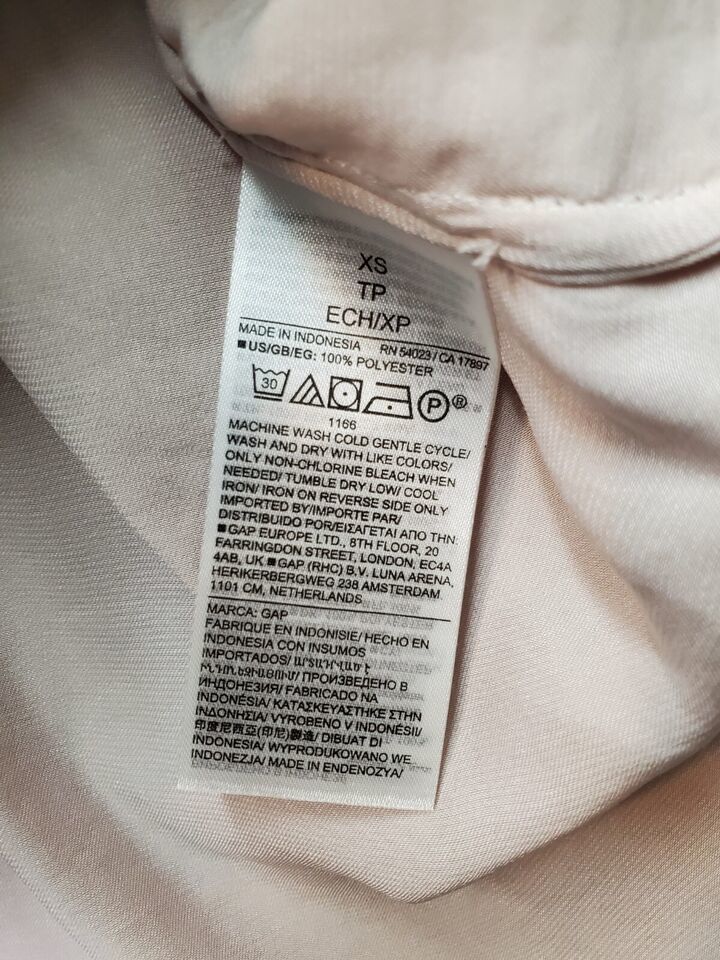 XS
TP
ECH/XP
MADE IN INDONESIA RN 54023 / CA 17897
■US/GB/EG: 100% POLYESTER
30 P®
1166
MACHINE WASH COLD GENTLE CYCLE/
WASH AND DRY WITH LIKE COLORS/
ONLY NON-CHLORINE BLEACH WHEN
NEEDED/ TUMBLE DRY LOW/ COOL
IRON/ IRON ON REVERSE SIDE ONLY
IMPORTED BY/IMPORTE PAR/
DISTRIBUIDO POR/ΕΙΣΑΓΕΤΑΙ ΑΠΟ ΤΗΝ:
■GAP EUROPE LTD., 8TH FLOOR, 20
FARRINGDON STREET, LONDON, EC4A
4AB, UK ■GAP (RHC) B.V. LUNA ARENA,
HERIKERBERGWEG 238 AMSTERDAM
1101 CM, NETHERLANDS
MARCA: GAP
FABRIQUE EN INDONISIE/ HECHO EN
INDONESIA CON INSUMOS
IMPORTADOS/
ПРОИЗВЕДЕНО В
ИНДОНЕЗИЯ/ FABRICADO NA
INDONÉSIA/ ΚΑΤΑΣΚΕΥΑΣΤΗΚΕ ΣΤΗΝ
ΙΝΔΟΝΗΣΙΑ/ VYROBENO V INDONÉSII/
印度尼西亞(印尼)製造/ DIBUAT DI
INDONESIA/ WYPRODUKOWANO WE
INDONEZJA/ MADE IN ENDENOZYA/